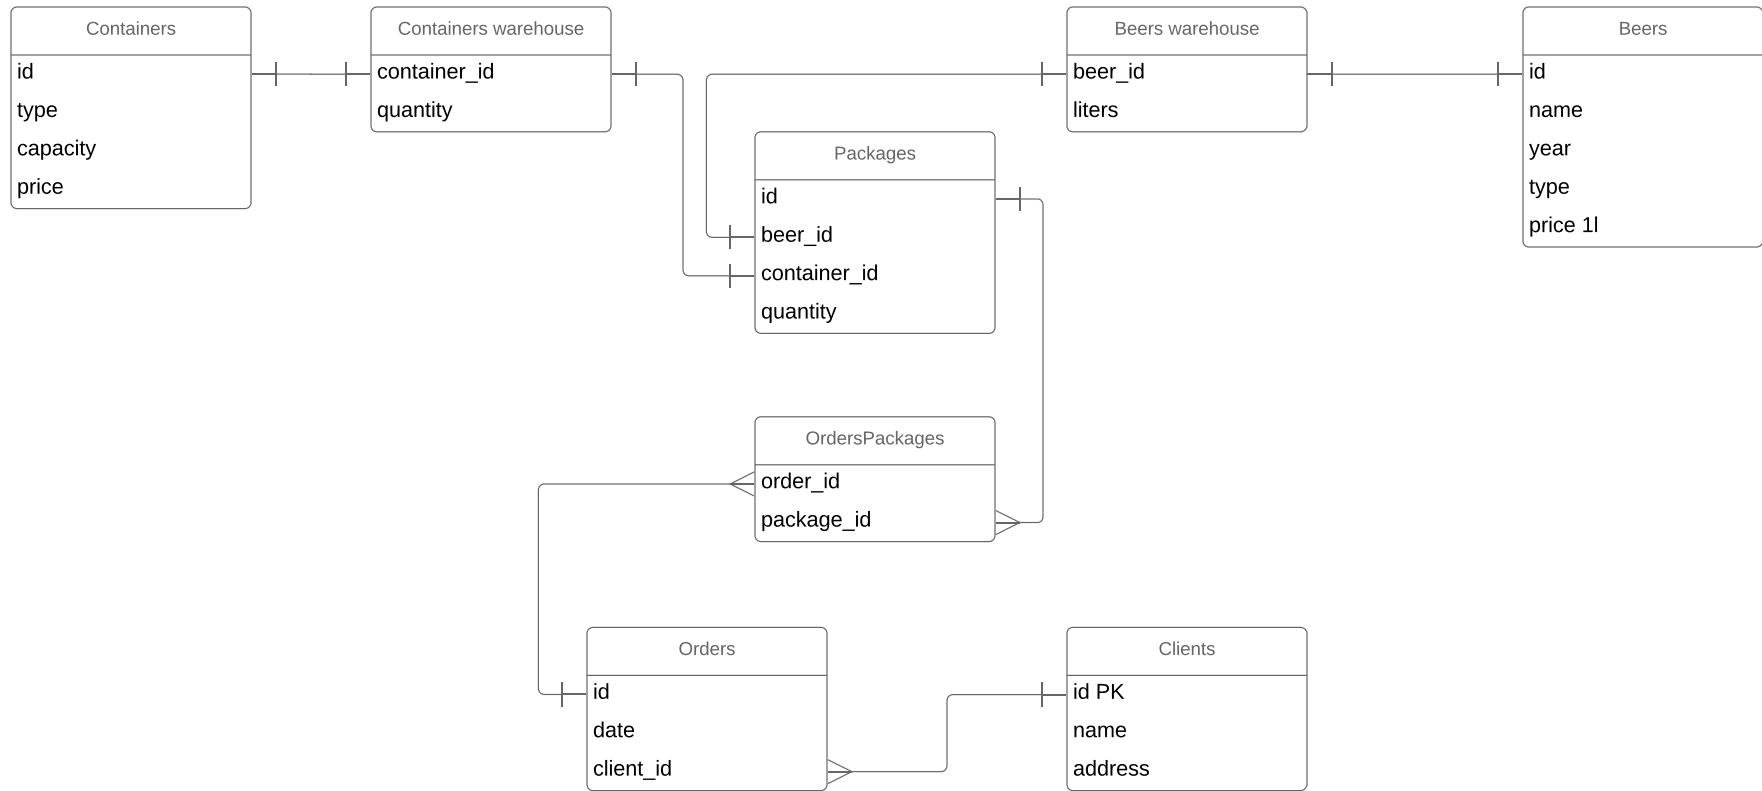 Containers
id
type
capacity
price
Containers warehouse
container_id
quantity
Beers warehouse
beer_id
liters
Beers
id
name
year
type
price 1l
Packages
id
beer_id
container_id
quantity
OrdersPackages
order_id
package_id
Orders
id
date
client_id
Clients
id PK
name
address